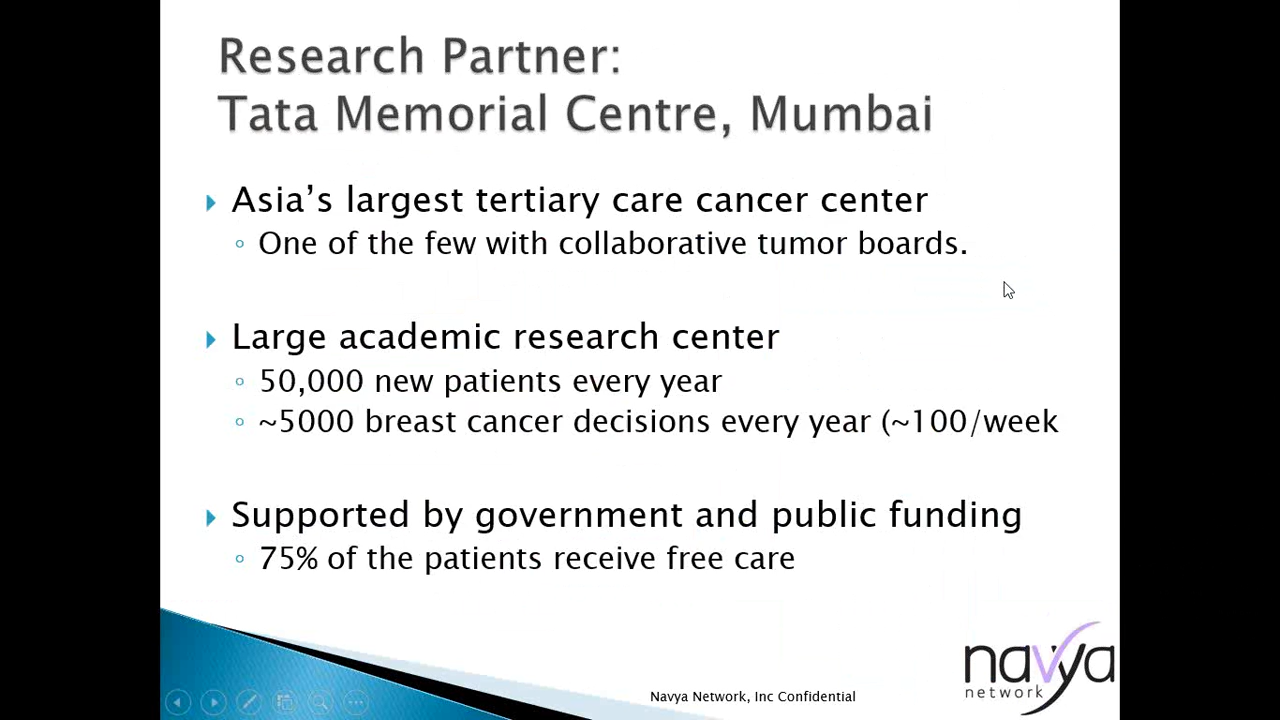 Research Partner:
Tata Memorial Centre, Mumbai
Asia’s largest tertiary care cancer center
One of the few with collaborative tumor boards.
Large academic research center
50,000 new patients every year
~5000 breast cancer decisions every year (~100/week
Supported by government and public funding
75% of the patients receive free care
navya
network
Navya Network, Inc Confidential